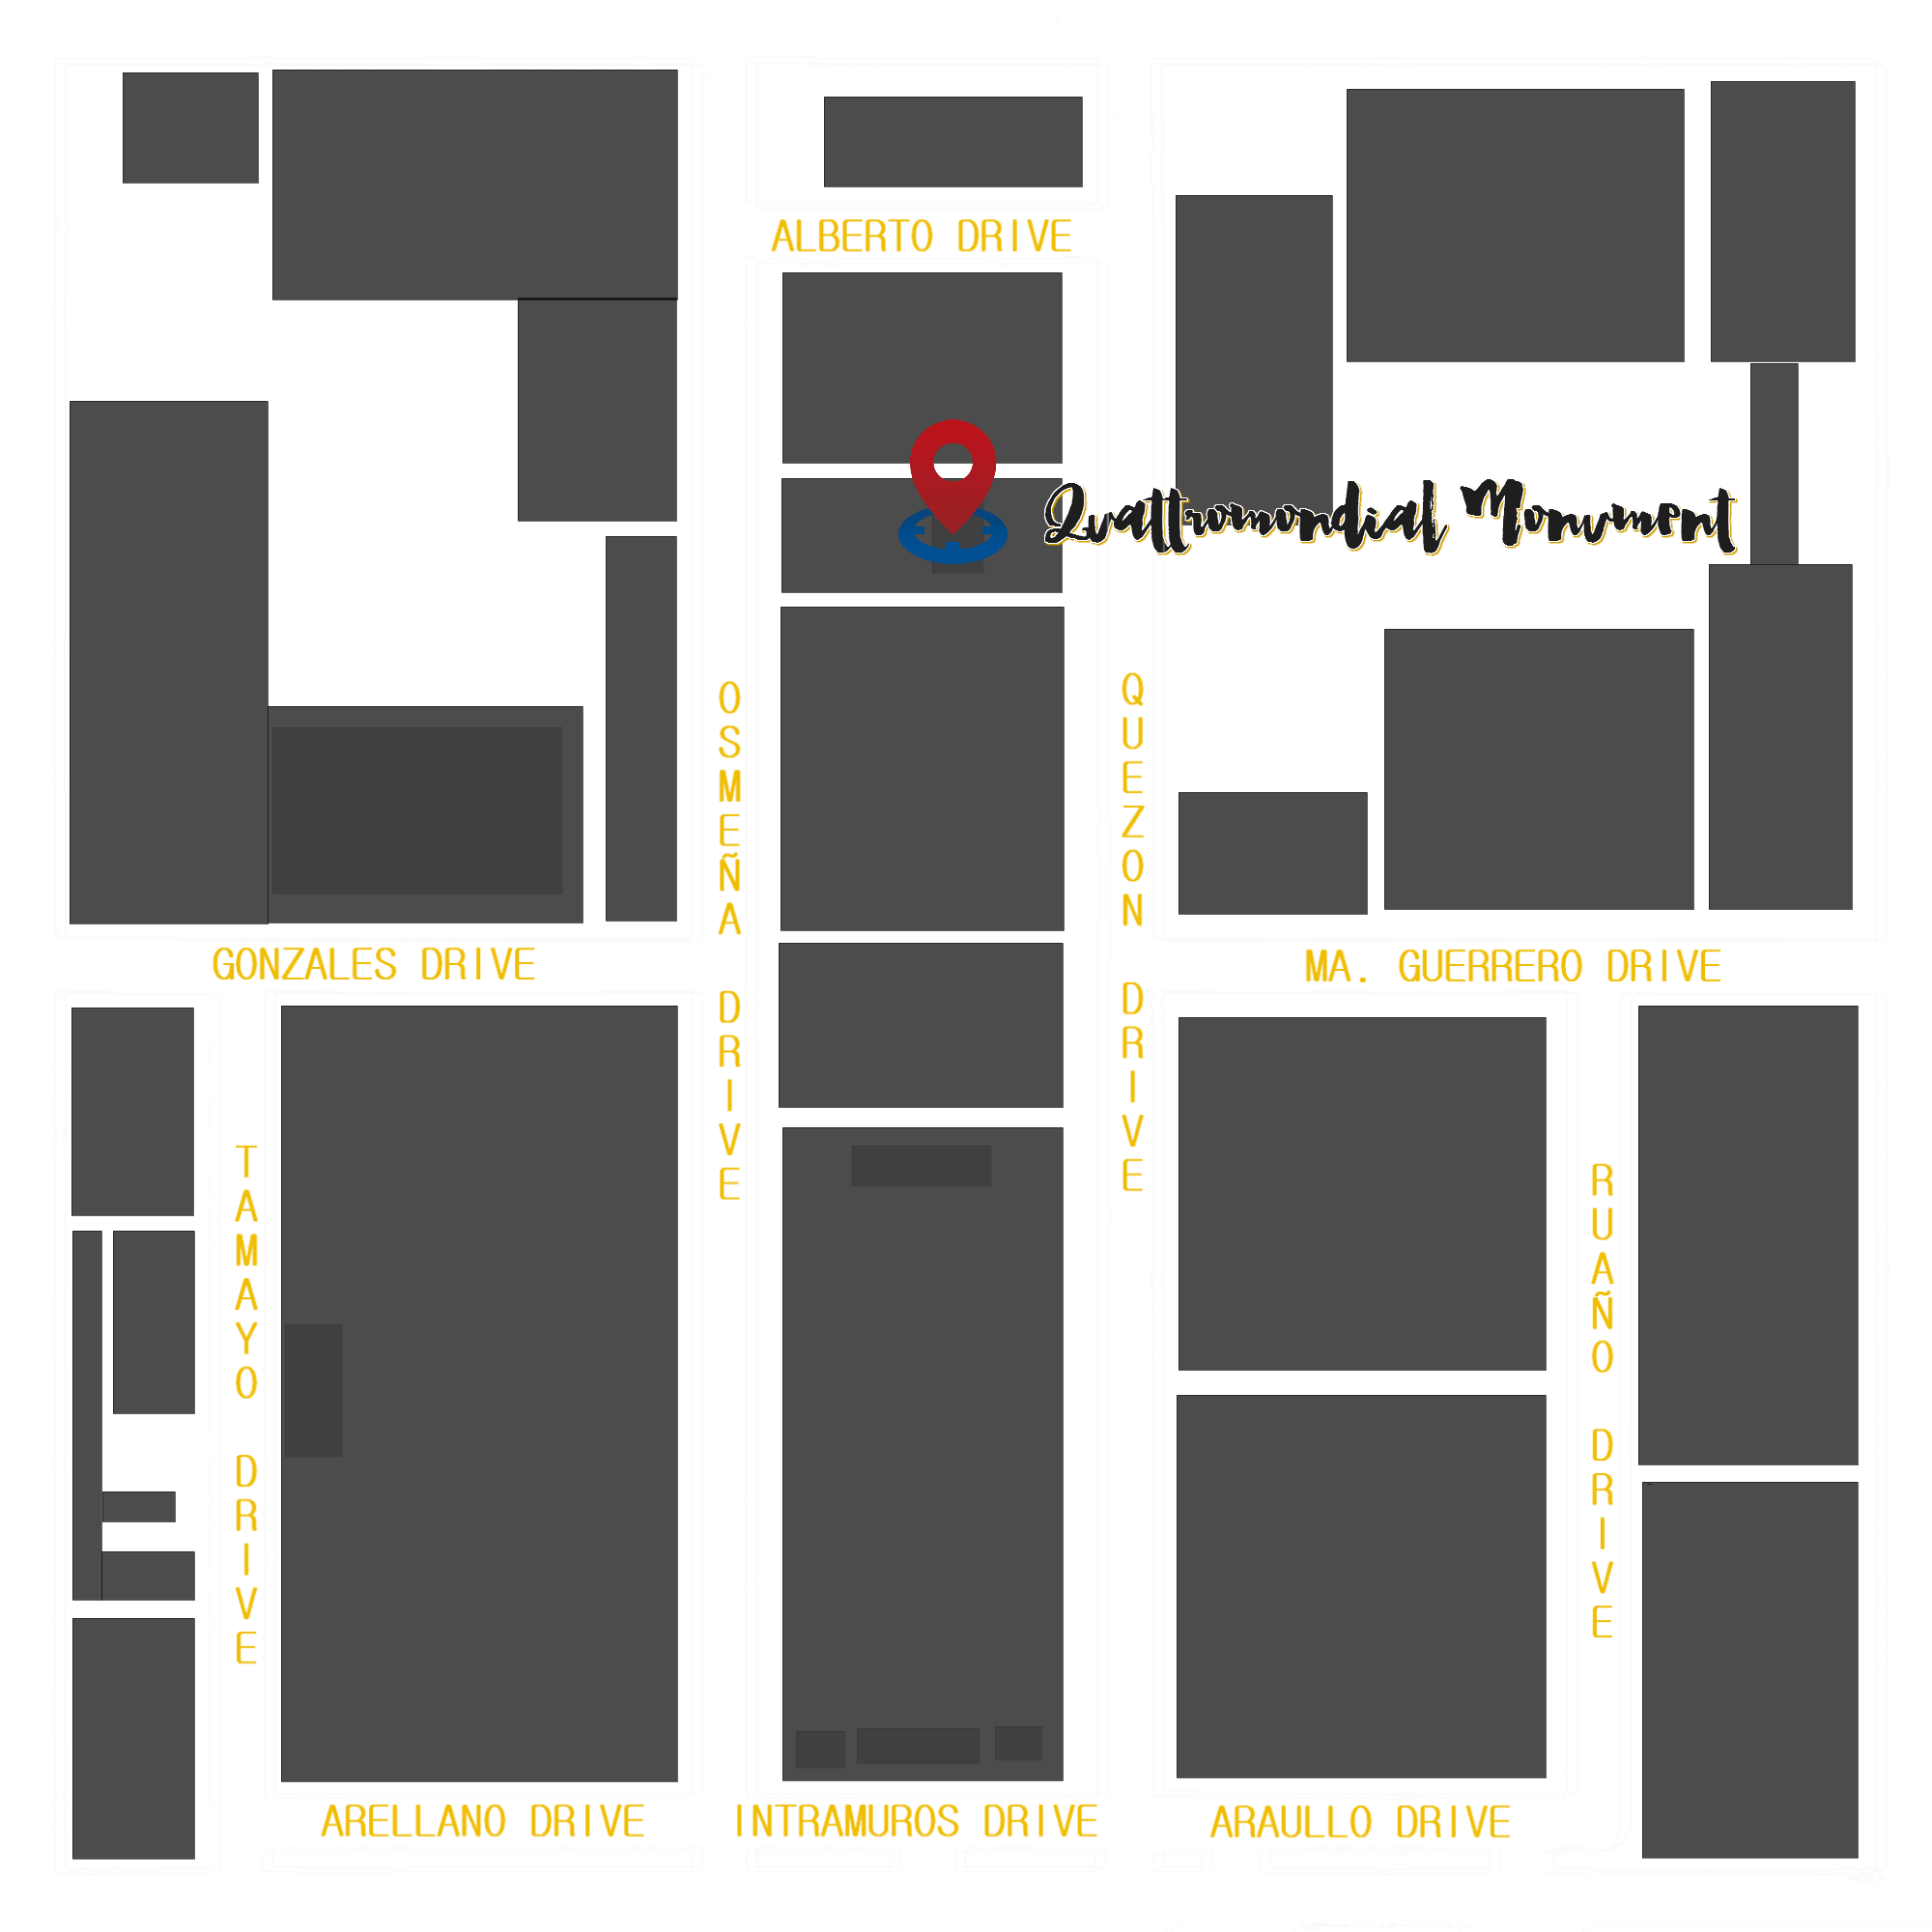 ALBERTO DRIVE
Quattromondial Monument
OSMEÑA DRIVE
QUEZON DRIVE
GONZALES DRIVE
MA. GUERRERO DRIVE
TAMAYO DRIVE
RUAÑO DRIVE
ARELLANO DRIVE
INTRAMUROS DRIVE
ARAULLO DRIVE